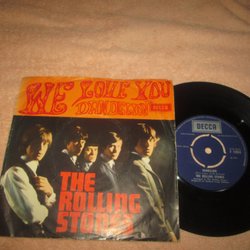 WE LOVE YOU
DANDELION
DECCA
THE
ROLLING
STONES
DECCA
DANDELION
THE ROLLING STONES